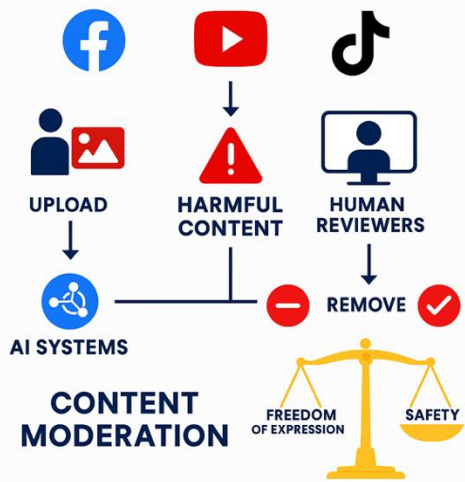 UPLOAD
HARMFUL
CONTENT
HUMAN
REVIEWERS
AI SYSTEMS
REMOVE
CONTENT
MODERATION
FREEDOM
OF EXPRESSION
SAFETY